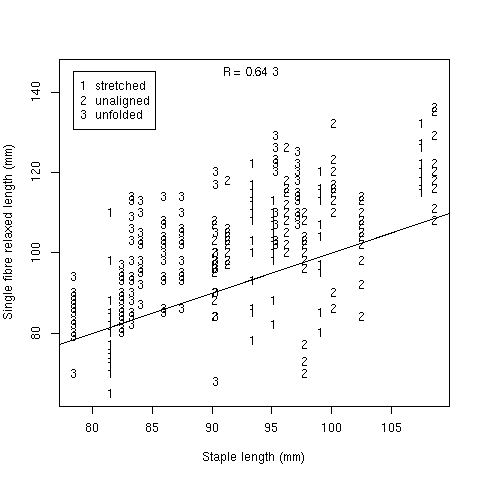 R = 0.64 3
1 stretched
2 unaligned
3 unfolded
Single fibre relaxed length (mm)
140
120
100
80
80 85 90 95 100 105
Staple length (mm)